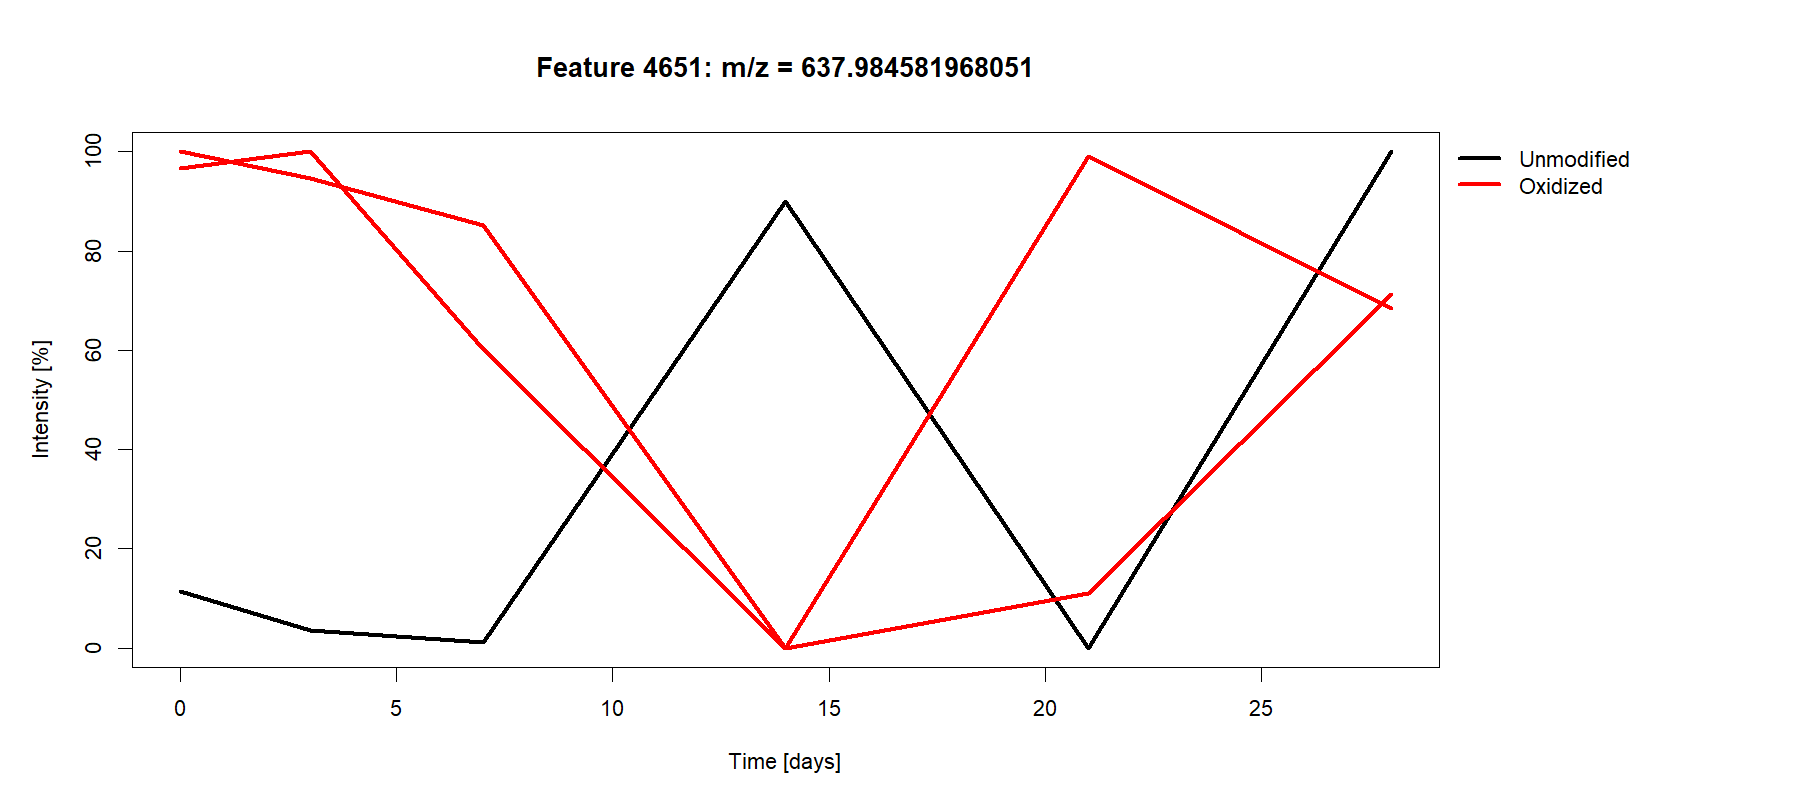 Feature 4651: m/z = 637.984581968051
Unmodified
Oxidized
Intensity [%]
100
80
60
40
20
0
0 5 10 15 20 25
Time [days]